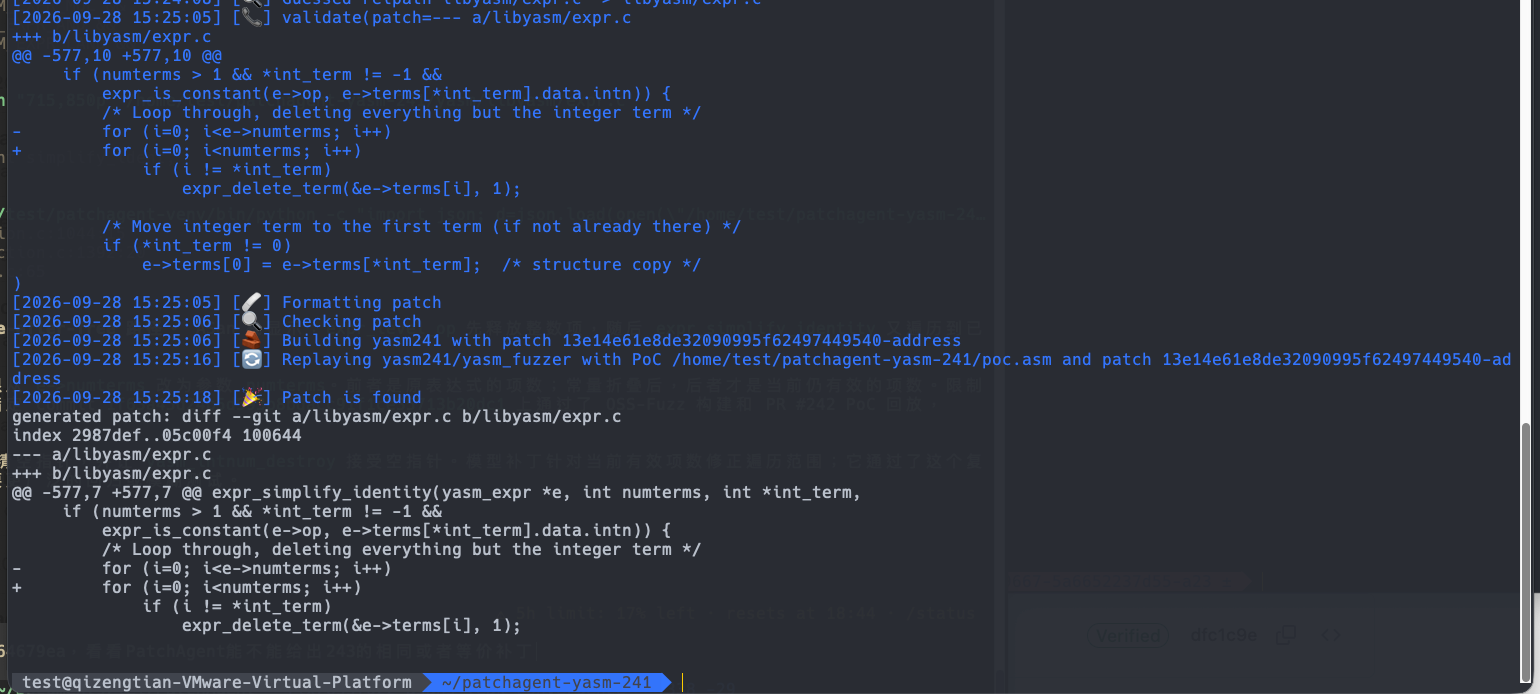 [2026-09-28 15:25:05] [📞] validate(patch=--- a/libyasm/expr.c
+++ b/libyasm/expr.c
@@ -577,10 +577,10 @@
     if (numterms > 1 && *int_term != -1 &&
         expr_is_constant(e->op, e->terms[*int_term].data.intn)) {
         /* Loop through, deleting everything but the integer term */
-        for (i=0; i<e->numterms; i++)
+        for (i=0; i<numterms; i++)
             if (i != *int_term)
                 expr_delete_term(&e->terms[i], 1);
         /* Move integer term to the first term (if not already there) */
         if (*int_term != 0)
             e->terms[0] = e->terms[*int_term];  /* structure copy */
)
[2026-09-28 15:25:05] [🩹] Formatting patch
[2026-09-28 15:25:06] [🔍] Checking patch
[2026-09-28 15:25:06] [🧱] Building yasm241 with patch 13e14e61e8de32090995f62497449540-address
[2026-09-28 15:25:16] [🔄] Replaying yasm241/yasm_fuzzer with PoC /home/test/patchagent-yasm-241/poc.asm and patch 13e14e61e8de32090995f62497449540-ad
dress
[2026-09-28 15:25:18] [🎉] Patch is found
generated patch: diff --git a/libyasm/expr.c b/libyasm/expr.c
index 2987def..05c00f4 100644
--- a/libyasm/expr.c
+++ b/libyasm/expr.c
@@ -577,7 +577,7 @@ expr_simplify_identity(yasm_expr *e, int numterms, int *int_term,
     if (numterms > 1 && *int_term != -1 &&
         expr_is_constant(e->op, e->terms[*int_term].data.intn)) {
         /* Loop through, deleting everything but the integer term */
-        for (i=0; i<e->numterms; i++)
+        for (i=0; i<numterms; i++)
             if (i != *int_term)
                 expr_delete_term(&e->terms[i], 1);
Verified dfc1c9e
test@qizengtian-VMware-Virtual-Platform ~/patchagent-yasm-241